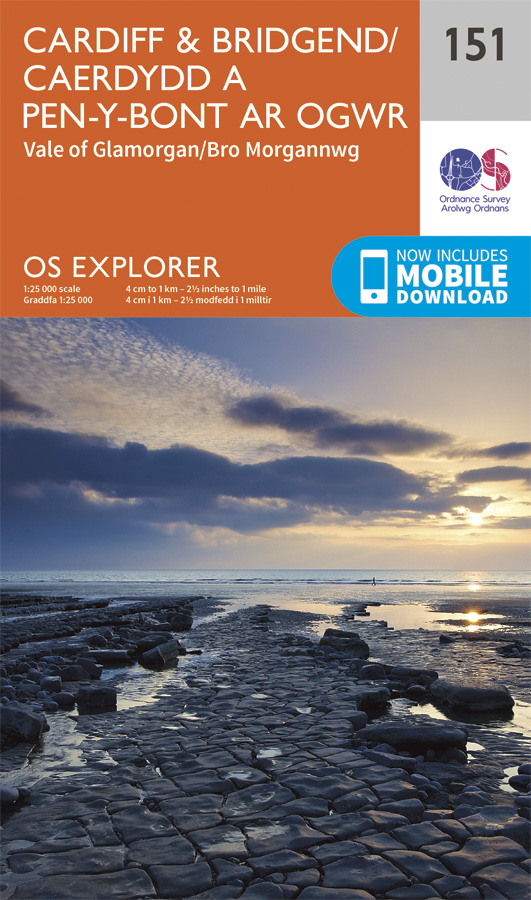 CARDIFF & BRIDGEND/
CAERDYDD A
PEN-Y-BONT AR OGWR
Vale of Glamorgan/Bro Morgannwg
151
Ordnance Survey
Arolwg Ordnans
OS EXPLORER
1:25 000 scale 4 cm to 1 km – 2½ inches to 1 mile
Graddfa 1:25 000 4 cm i 1 km – 2½ modfedd i 1 milltir
NOW INCLUDES
MOBILE
DOWNLOAD